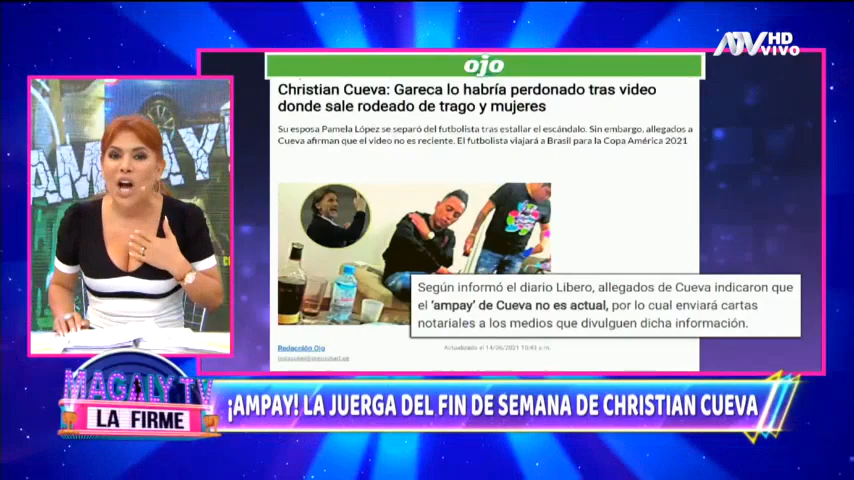 ATV HD
VIVO
ojo
Christian Cueva: Gareca lo habría perdonado tras video
donde sale rodeado de trago y mujeres
Su esposa Pamela López se separó del futbolista tras estallar el escándalo. Sin embargo, allegados a
Cueva afirman que el video no es reciente. El futbolista viajará a Brasil para la Copa América 2021
AMPAY
Según informó el diario Libero, allegados de Cueva indicaron que
el 'ampay' de Cueva no es actual, por lo cual enviará cartas
notariales a los medios que divulguen dicha información.
Redacción Ojo
Actualizado el 14/06/2021 10:43 a.m.
MAGALY TV
LA FIRME
¡AMPAY! LA JUERGA DEL FIN DE SEMANA DE CHRISTIAN CUEVA